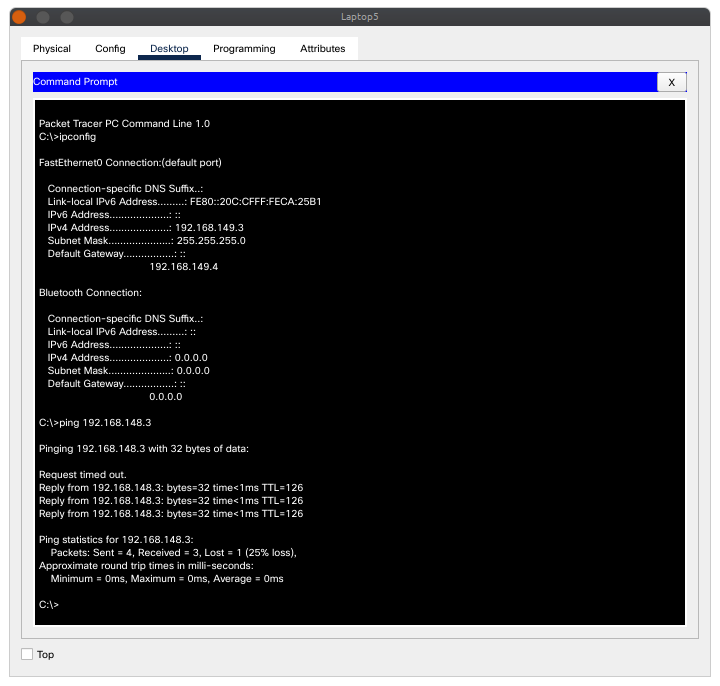 Laptop5
Physical Config Desktop Programming Attributes
Command Prompt X
Packet Tracer PC Command Line 1.0
C:\>ipconfig
FastEthernet0 Connection:(default port)
Connection-specific DNS Suffix..:
Link-local IPv6 Address.........: FE80::20C:CFFF:FECA:25B1
IPv6 Address....................: ::
IPv4 Address....................: 192.168.149.3
Subnet Mask.....................: 255.255.255.0
Default Gateway.................: ::
192.168.149.4
Bluetooth Connection:
Connection-specific DNS Suffix..:
Link-local IPv6 Address.........: ::
IPv6 Address....................: ::
IPv4 Address....................: 0.0.0.0
Subnet Mask.....................: 0.0.0.0
Default Gateway.................: ::
0.0.0.0
C:\>ping 192.168.148.3
Pinging 192.168.148.3 with 32 bytes of data:
Request timed out.
Reply from 192.168.148.3: bytes=32 time<1ms TTL=126
Reply from 192.168.148.3: bytes=32 time<1ms TTL=126
Reply from 192.168.148.3: bytes=32 time<1ms TTL=126
Ping statistics for 192.168.148.3:
Packets: Sent = 4, Received = 3, Lost = 1 (25% loss),
Approximate round trip times in milli-seconds:
Minimum = 0ms, Maximum = 0ms, Average = 0ms
C:\>
Top